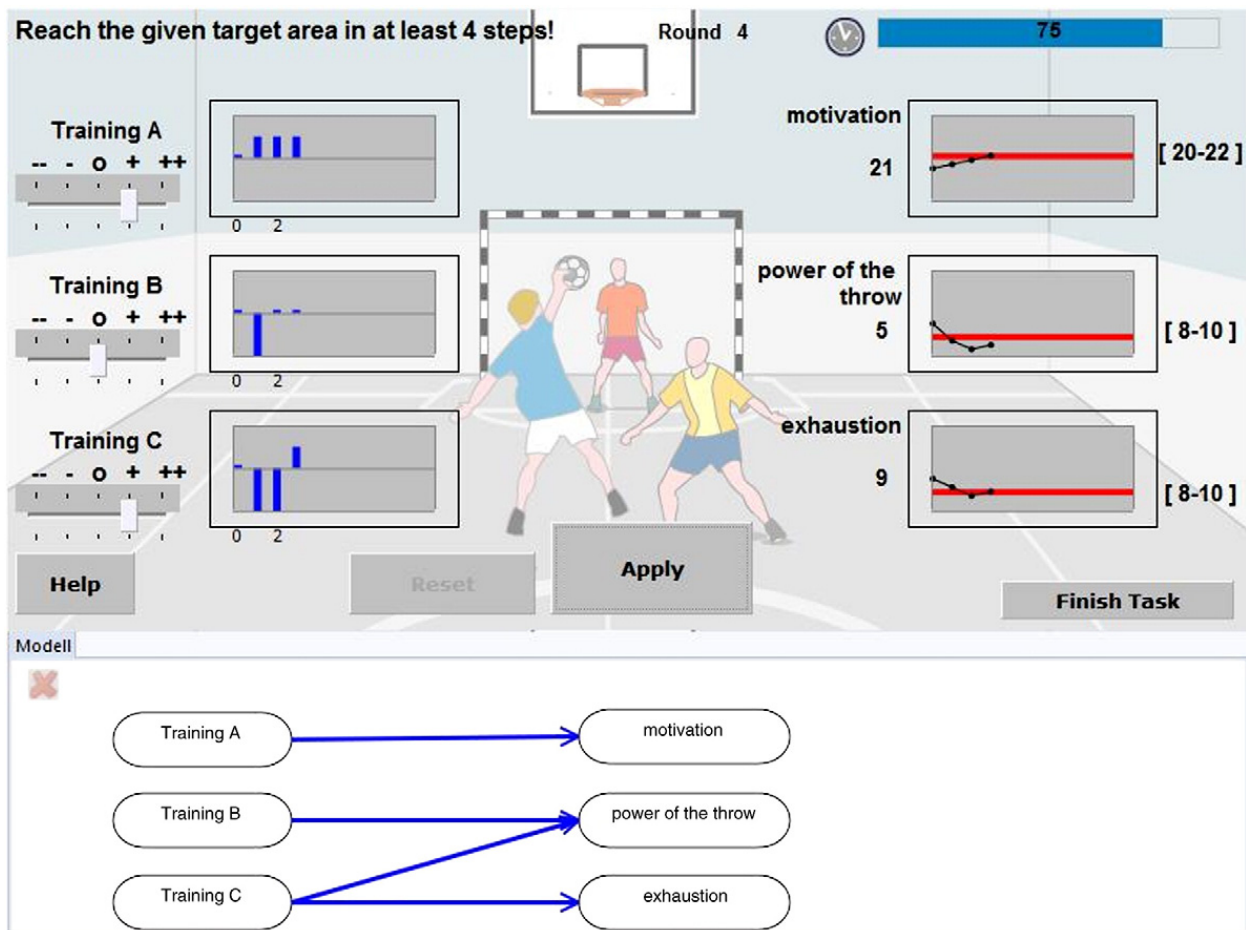 Reach the given target area in at least 4 steps!
Round 4
75
Training A
-- - o + ++
0 2
motivation
21
[ 20-22 ]
Training B
-- - o + ++
0 2
power of the
throw
5
[ 8-10 ]
Training C
-- - o + ++
0 2
exhaustion
9
[ 8-10 ]
Help
Reset
Apply
Finish Task
Modell
Training A
motivation
Training B
power of the throw
Training C
exhaustion